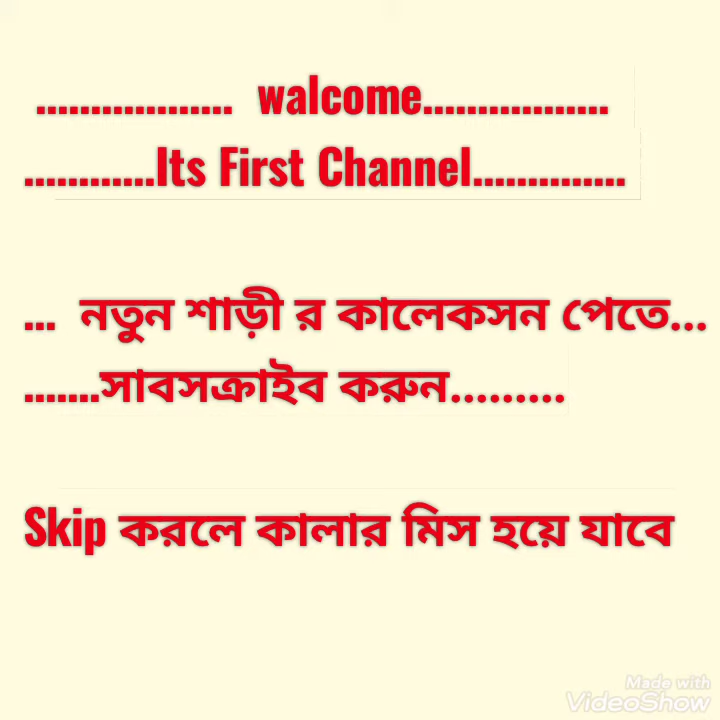 .................. walcome.................
............Its First Channel..............
... নতুন শাড়ী র কালেকসন পেতে...
.......সাবসক্রাইব করুন.........
Skip করলে কালার মিস হয়ে যাবে
Made with
VideoShow